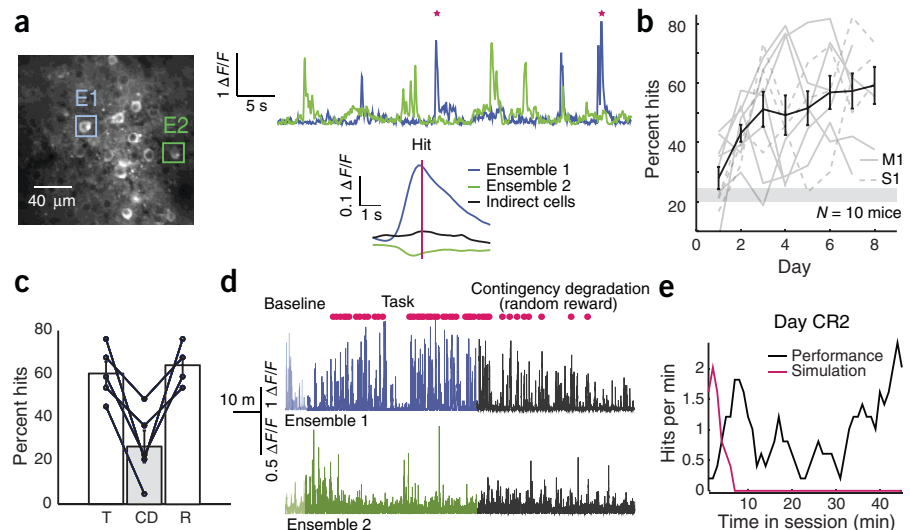 a
E1
E2
40 μm
1 ΔF/F
5 s
Hit
0.1 ΔF/F
1 s
Ensemble 1
Ensemble 2
Indirect cells
b
Percent hits
80
60
40
20
0 2 4 6 8
Day
M1
S1
N = 10 mice
c
Percent hits
80
60
40
20
0
T CD R
d
Baseline
Task
Contingency degradation
(random reward)
10 m
1 ΔF/F
Ensemble 1
0.5 ΔF/F
Ensemble 2
e
Day CR2
Performance
Simulation
Hits per min
2
1.5
1
0.5
0
10 20 30 40
Time in session (min)